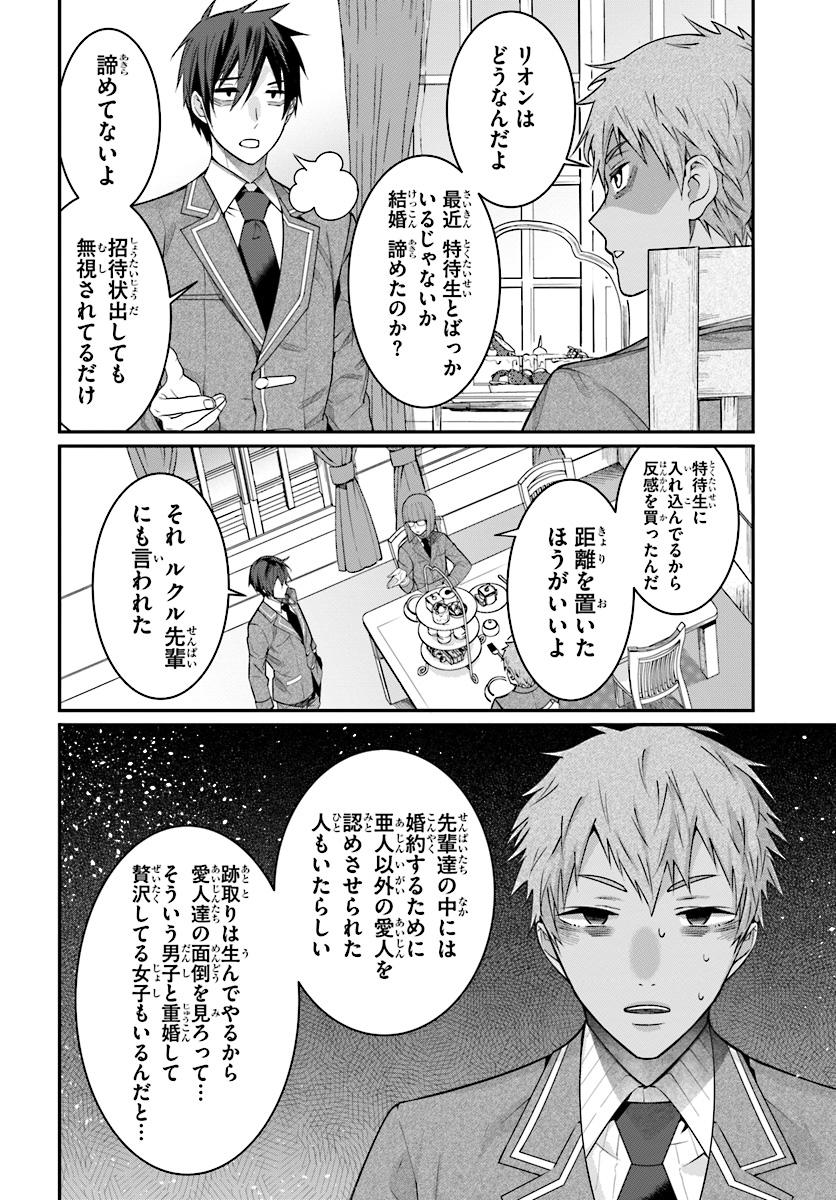 リオンは
どうなんだよ
最近 特待生とばっか
いるじゃないか
結婚 諦めたのか？
諦めてないよ
招待状出しても
無視されてるだけ
特待生に
入れ込んでるから
反感を買ったんだ
距離を置いた
ほうがいいよ
それ ルクル先輩
にも言われた
先輩達の中には
婚約するために
亜人以外の愛人を
認めさせられた
人もいたらしい
跡取りは生んでやるから
愛人達の面倒を見ろって…
そういう男子と重婚して
贅沢してる女子もいるんだと…